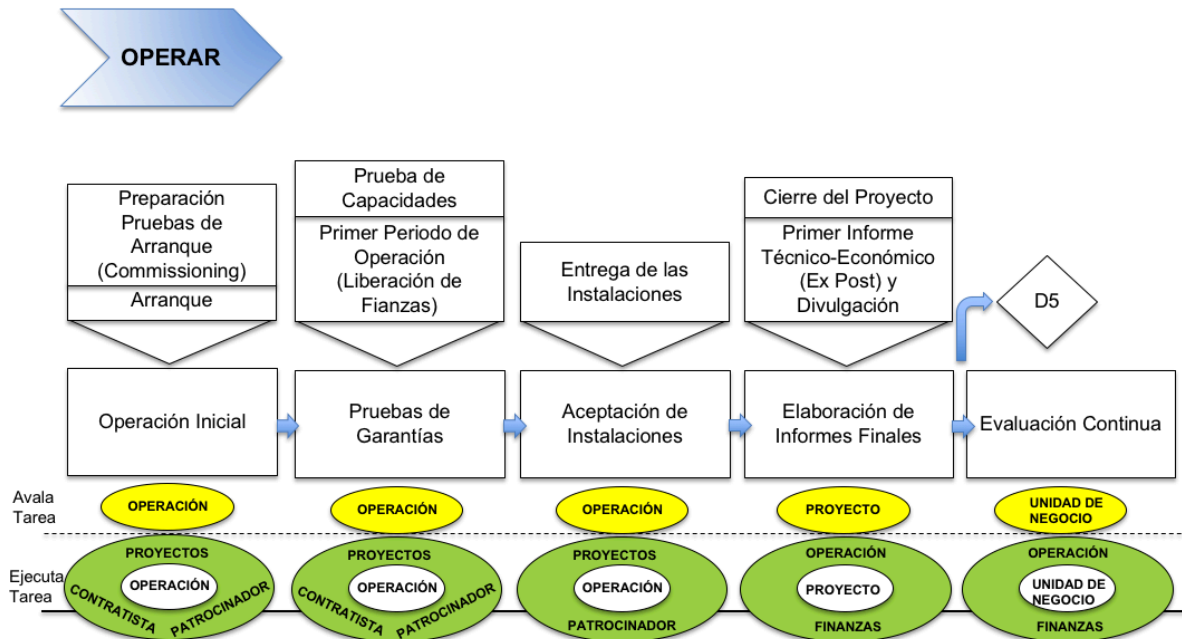 OPERAR
Preparación
Pruebas de
Arranque
(Commissioning)
Arranque
Prueba de
Capacidades
Primer Periodo de
Operación
(Liberación de
Fianzas)
Entrega de las
Instalaciones
Cierre del Proyecto
Primer Informe
Técnico-Económico
(Ex Post) y
Divulgación
D5
Operación Inicial
Pruebas de
Garantías
Aceptación de
Instalaciones
Elaboración de
Informes Finales
Evaluación Continua
Avala
Tarea
OPERACIÓN
OPERACIÓN
OPERACIÓN
PROYECTO
UNIDAD DE
NEGOCIO
Ejecuta
Tarea
PROYECTOS
OPERACIÓN
CONTRATISTA
PATROCINADOR
PROYECTOS
OPERACIÓN
CONTRATISTA
PATROCINADOR
PROYECTOS
OPERACIÓN
PATROCINADOR
OPERACIÓN
PROYECTO
FINANZAS
OPERACIÓN
UNIDAD DE
NEGOCIO
FINANZAS